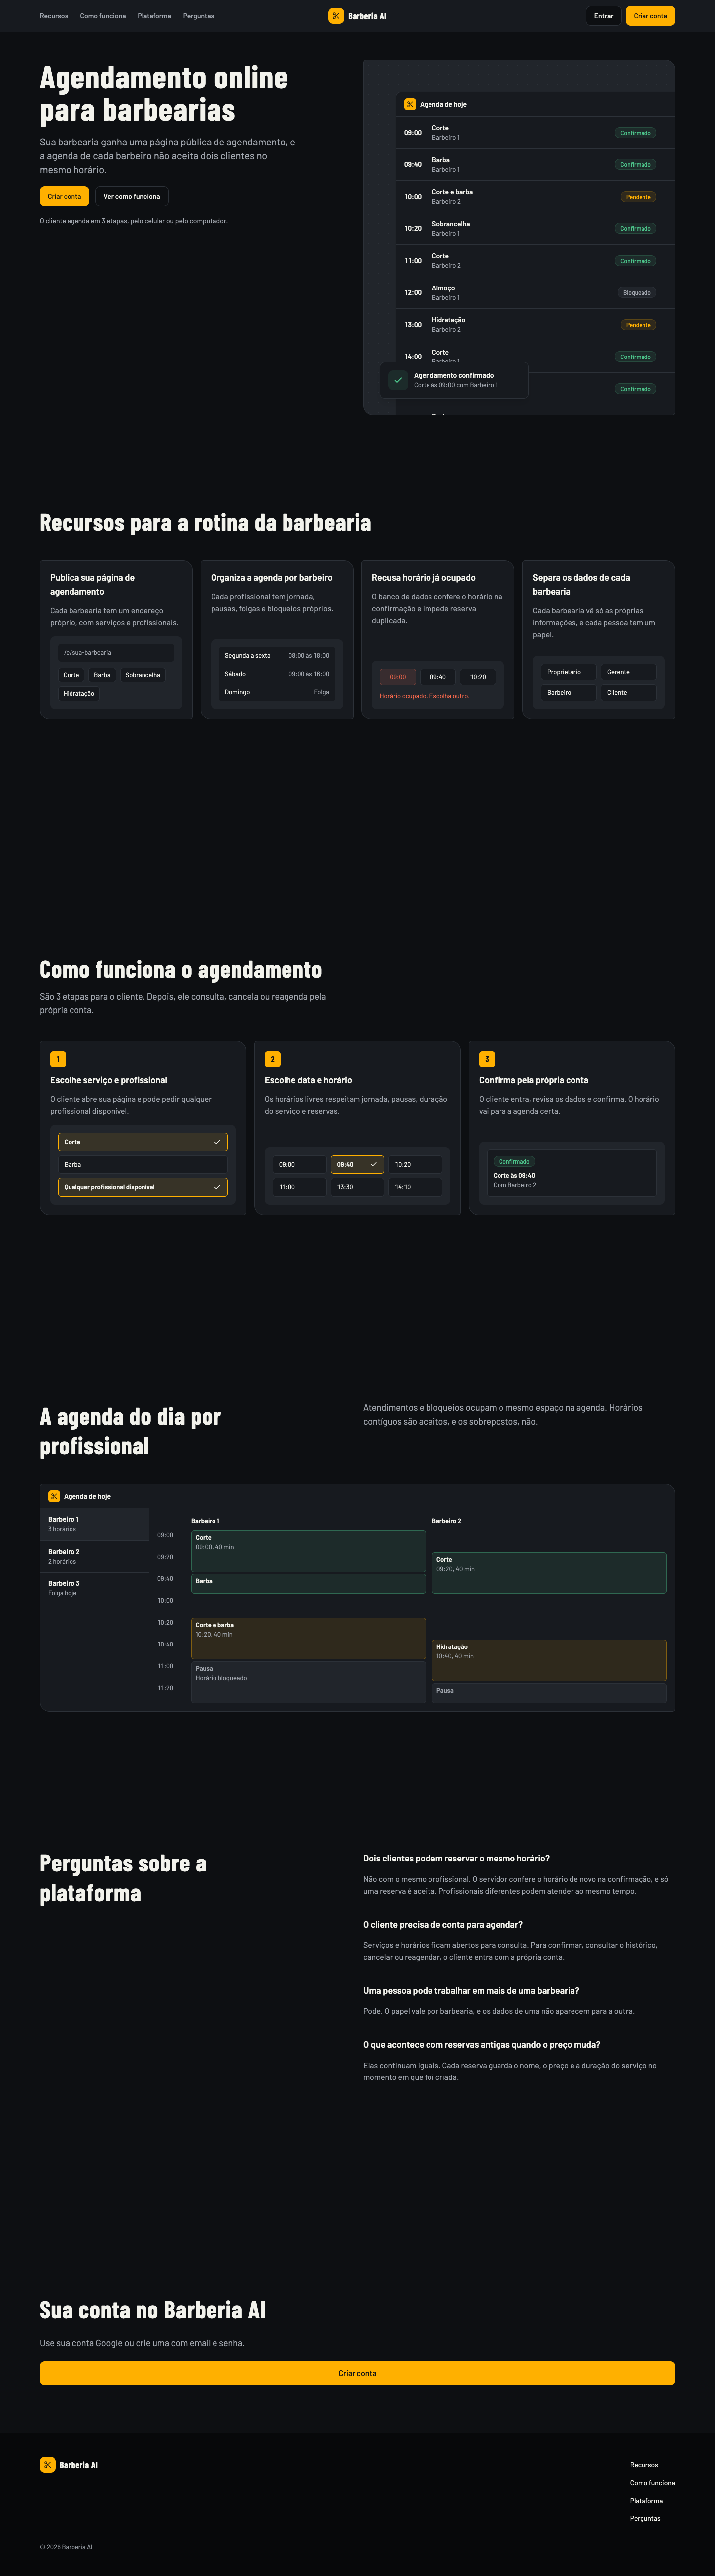 Recursos
Como funciona
Plataforma
Perguntas
Barberia AI
Entrar
Criar conta
Agendamento online
para barbearias
Sua barbearia ganha uma página pública de agendamento, e
a agenda de cada barbeiro não aceita dois clientes no
mesmo horário.
Criar conta
Ver como funciona
O cliente agenda em 3 etapas, pelo celular ou pelo computador.
Agenda de hoje
09:00
Corte
Barbeiro 1
Confirmado
09:40
Barba
Barbeiro 1
Confirmado
10:00
Corte e barba
Barbeiro 2
Pendente
10:20
Sobrancelha
Barbeiro 1
Confirmado
11:00
Corte
Barbeiro 2
Confirmado
12:00
Almoço
Barbeiro 1
Bloqueado
13:00
Hidratação
Barbeiro 2
Pendente
14:00
Corte
Confirmado
Agendamento confirmado
Corte às 09:00 com Barbeiro 1
Confirmado
Recursos para a rotina da barbearia
Publica sua página de
agendamento
Cada barbearia tem um endereço
próprio, com serviços e profissionais.
/e/sua-barbearia
Corte
Barba
Sobrancelha
Hidratação
Organiza a agenda por barbeiro
Cada profissional tem jornada,
pausas, folgas e bloqueios próprios.
Segunda a sexta
08:00 às 18:00
Sábado
09:00 às 16:00
Domingo
Folga
Recusa horário já ocupado
O banco de dados confere o horário na
confirmação e impede reserva
duplicada.
09:00
09:40
10:20
Horário ocupado. Escolha outro.
Separa os dados de cada
barbearia
Cada barbearia vê só as próprias
informações, e cada pessoa tem um
papel.
Proprietário
Gerente
Barbeiro
Cliente
Como funciona o agendamento
São 3 etapas para o cliente. Depois, ele consulta, cancela ou reagenda pela
própria conta.
1
Escolhe serviço e profissional
O cliente abre sua página e pode pedir qualquer
profissional disponível.
Corte
Barba
Qualquer profissional disponível
2
Escolhe data e horário
Os horários livres respeitam jornada, pausas, duração
do serviço e reservas.
09:00
09:40
10:20
11:00
13:30
14:10
3
Confirma pela própria conta
O cliente entra, revisa os dados e confirma. O horário
vai para a agenda certa.
Confirmado
Corte às 09:40
Com Barbeiro 2
A agenda do dia por
profissional
Atendimentos e bloqueios ocupam o mesmo espaço na agenda. Horários
contíguos são aceitos, e os sobrepostos, não.
Agenda de hoje
Barbeiro 1
3 horários
Barbeiro 2
2 horários
Barbeiro 3
Folga hoje
09:00
09:20
09:40
10:00
10:20
10:40
11:00
11:20
Barbeiro 1
Corte
09:00, 40 min
Barba
Corte e barba
10:20, 40 min
Pausa
Horário bloqueado
Barbeiro 2
Corte
09:20, 40 min
Hidratação
10:40, 40 min
Pausa
Perguntas sobre a
plataforma
Dois clientes podem reservar o mesmo horário?
Não com o mesmo profissional. O servidor confere o horário de novo na confirmação, e só
uma reserva é aceita. Profissionais diferentes podem atender ao mesmo tempo.
O cliente precisa de conta para agendar?
Serviços e horários ficam abertos para consulta. Para confirmar, consultar o histórico,
cancelar ou reagendar, o cliente entra com a própria conta.
Uma pessoa pode trabalhar em mais de uma barbearia?
Pode. O papel vale por barbearia, e os dados de uma não aparecem para a outra.
O que acontece com reservas antigas quando o preço muda?
Elas continuam iguais. Cada reserva guarda o nome, o preço e a duração do serviço no
momento em que foi criada.
Sua conta no Barberia AI
Use sua conta Google ou crie uma com email e senha.
Criar conta
Barberia AI
Recursos
Como funciona
Plataforma
Perguntas
© 2026 Barberia AI